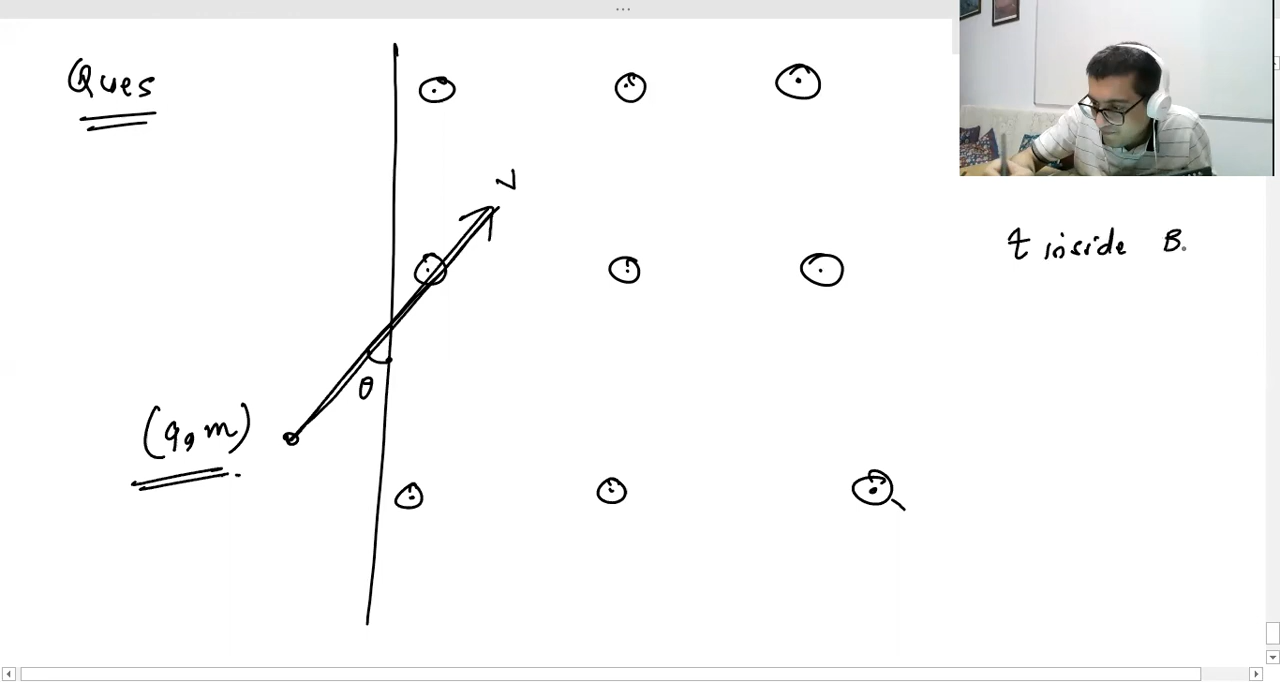 Ques
V
t inside B.
θ
(q, m)